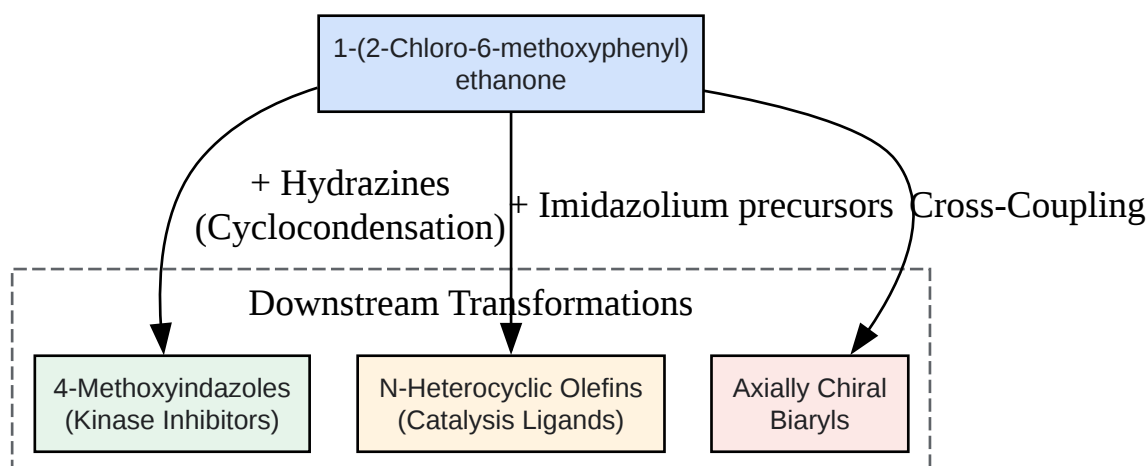 1-(2-Chloro-6-methoxyphenyl)
ethanone
+ Hydrazines
(Cyclocondensation)
+ Imidazolium precursors
Cross-Coupling
Downstream Transformations
4-Methoxyindazoles
(Kinase Inhibitors)
N-Heterocyclic Olefins
(Catalysis Ligands)
Axially Chiral
Biaryls